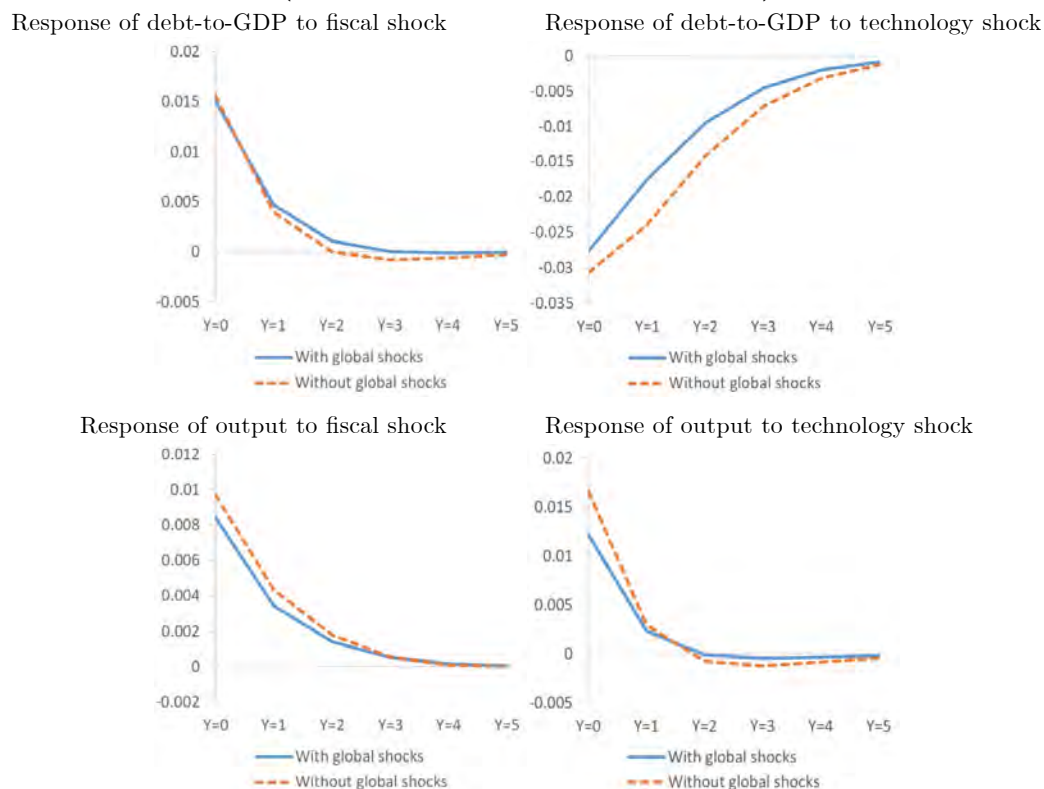 Response of debt-to-GDP to fiscal shock
0.02
0.015
0.01
0.005
0
-0.005
Y=0 Y=1 Y=2 Y=3 Y=4 Y=5
With global shocks
Without global shocks
Response of debt-to-GDP to technology shock
0
-0.005
-0.01
-0.015
-0.02
-0.025
-0.03
-0.035
Y=0 Y=1 Y=2 Y=3 Y=4 Y=5
With global shocks
Without global shocks
Response of output to fiscal shock
0.012
0.01
0.008
0.006
0.004
0.002
0
-0.002
Y=0 Y=1 Y=2 Y=3 Y=4 Y=5
With global shocks
Without global shocks
Response of output to technology shock
0.02
0.015
0.01
0.005
0
-0.005
Y=0 Y=1 Y=2 Y=3 Y=4 Y=5
With global shocks
Without global shocks